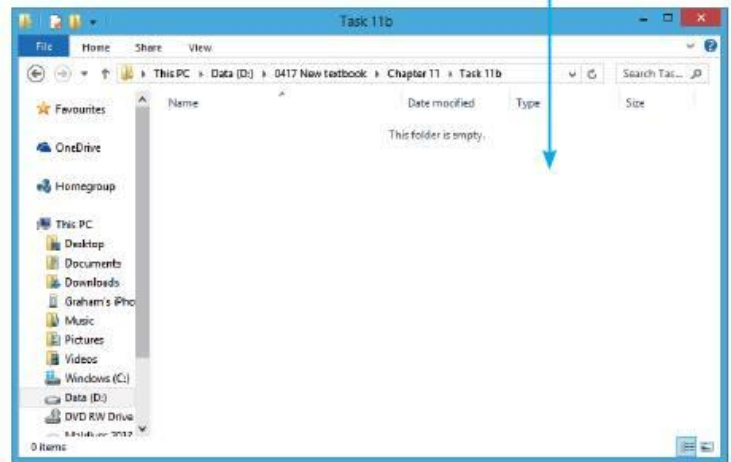 Task 11b
File Home Share View
This PC Data (D:) 0417 New textbook Chapter 11 Task 11b Search Tas...
Name Date modified Type Size
This folder is empty.
Favourites
OneDrive
Homegroup
This PC
Desktop
Documents
Downloads
Graham's iPho
Music
Pictures
Videos
Windows (C:)
Data (D:)
DVD RW Drive
Maldives 2017
0 items